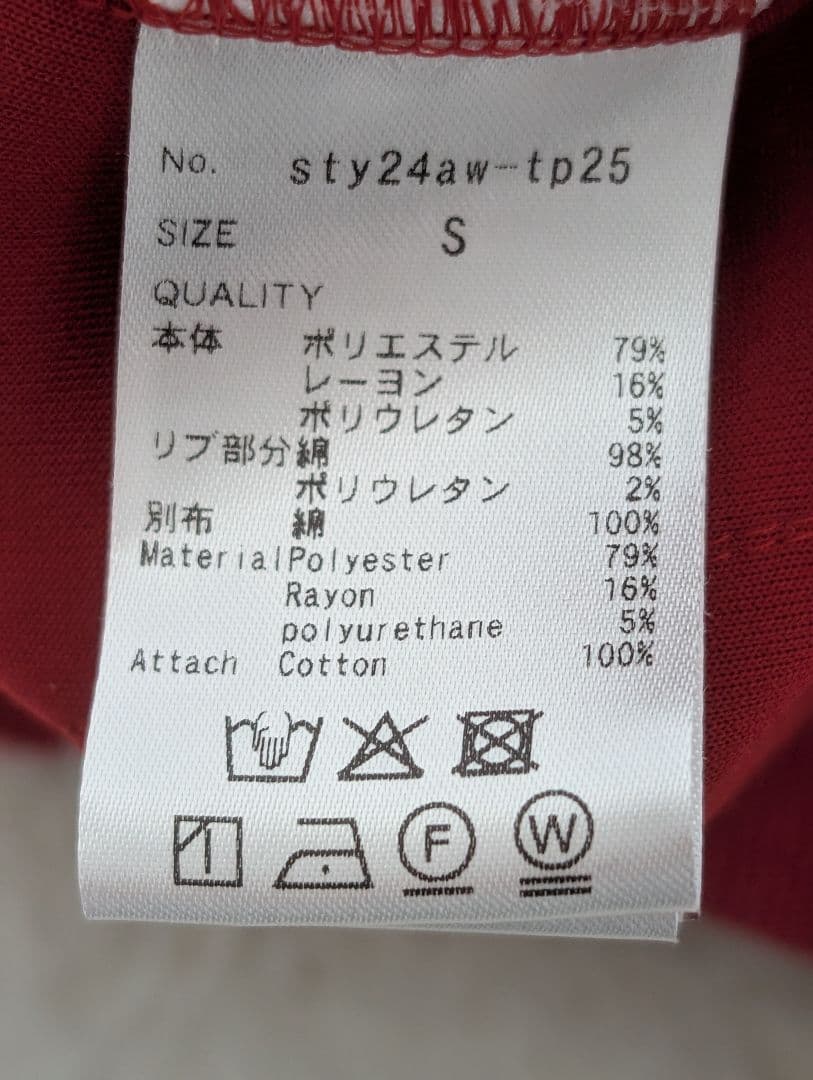 No. sty24aw-tp25
SIZE S
QUALITY
本体 ポリエステル 79%
レーヨン 16%
ポリウレタン 5%
リブ部分 綿 98%
ポリウレタン 2%
別布 綿 100%
Material Polyester 79%
Rayon 16%
polyurethane 5%
Attach Cotton 100%
F W